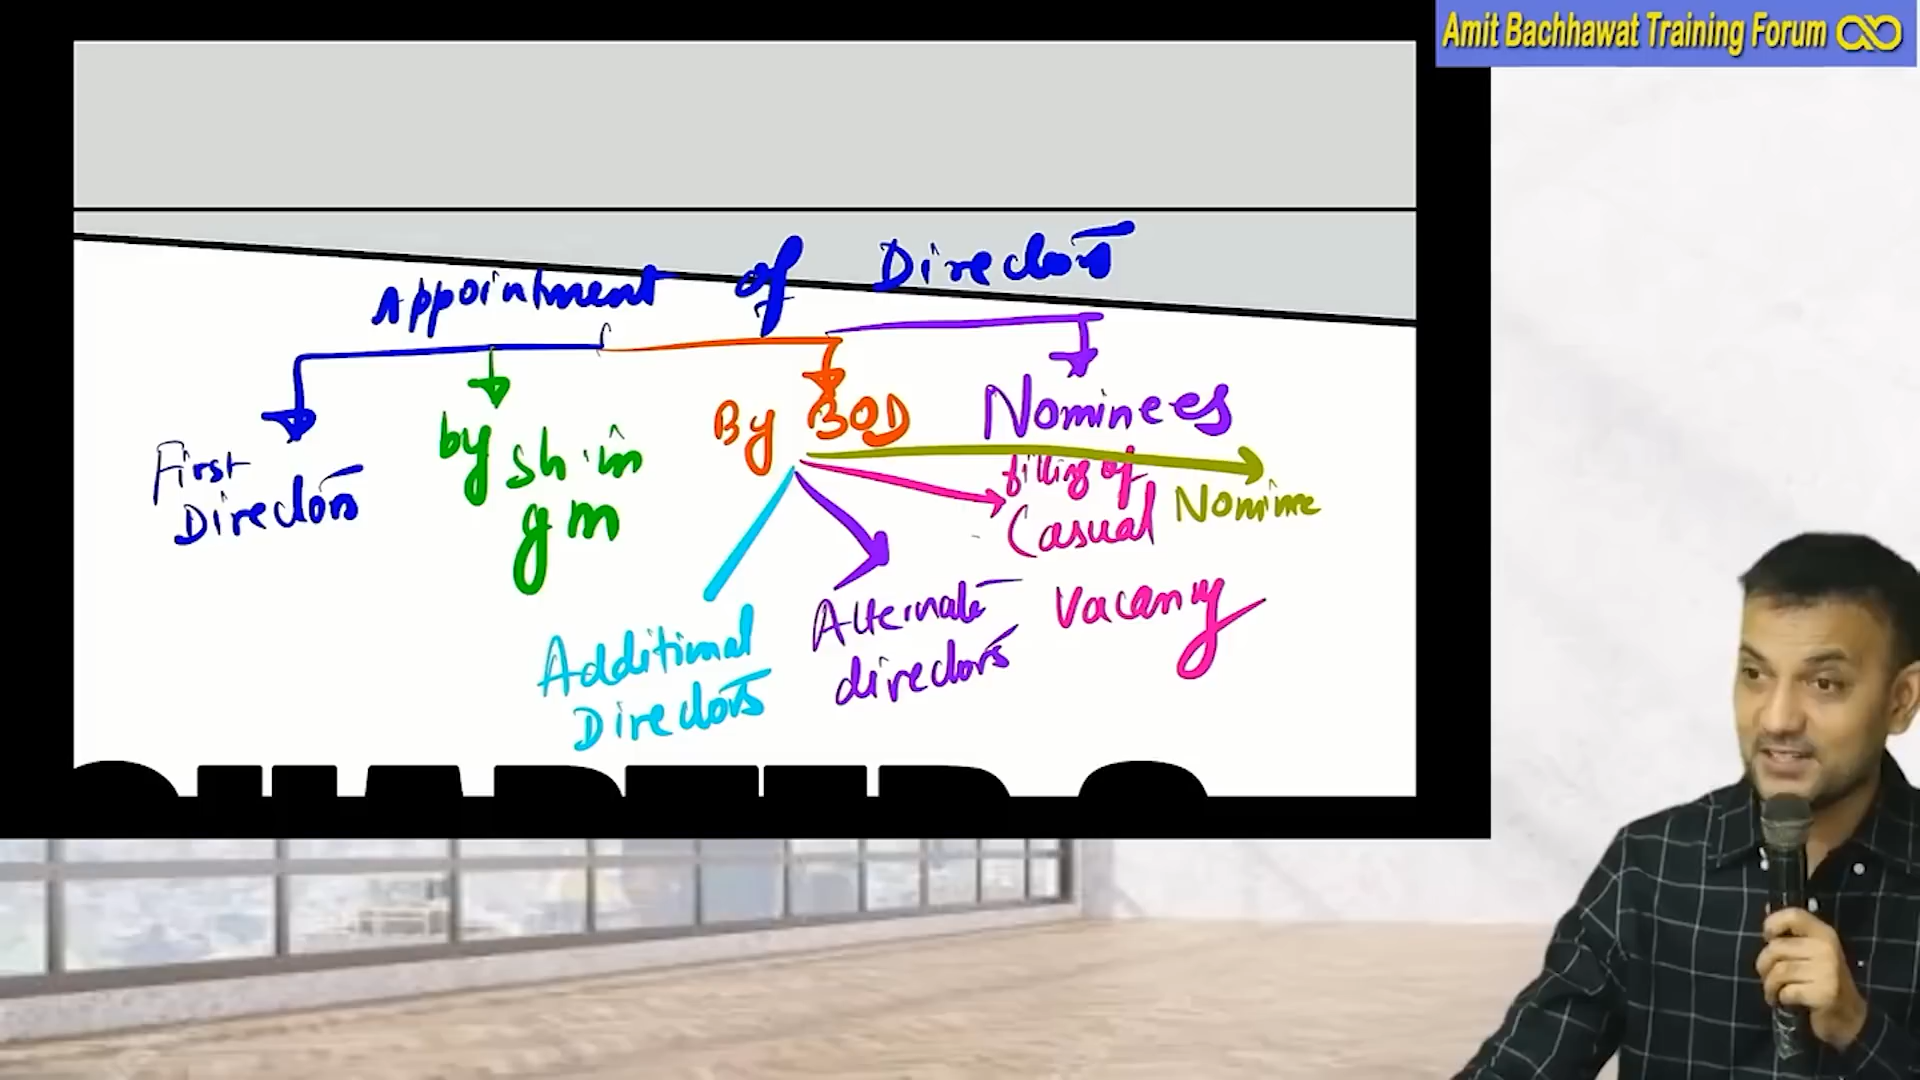 Amit Bachhawat Training Forum
Appointment of Directors
First
Directors
by sh in
gm
By BOD
Nominees
Additional
Directors
Alternate
directors
filling of
Casual
Vacancy
Nominee